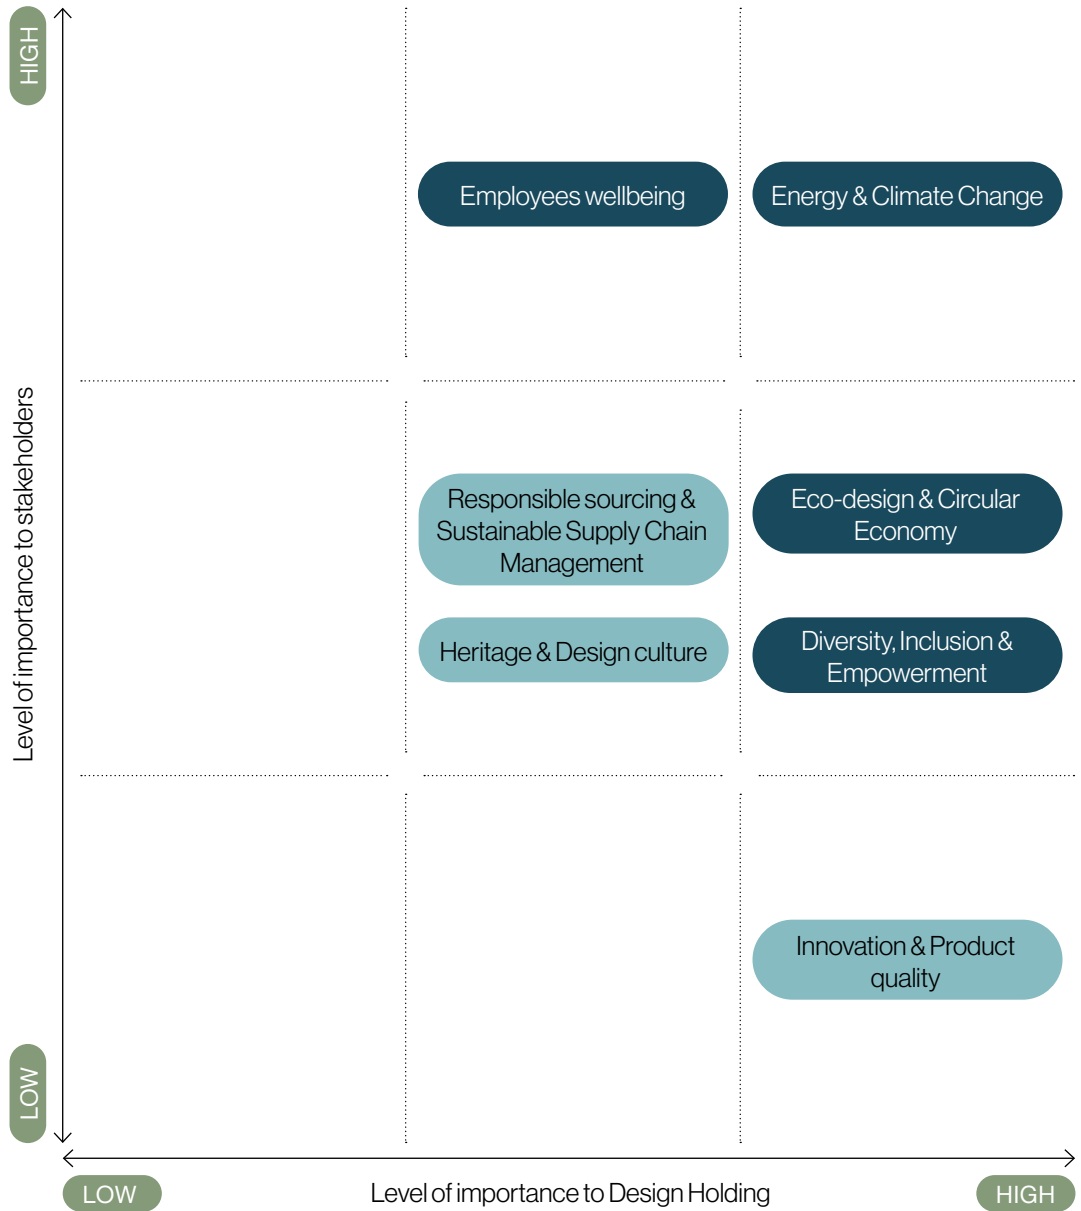 HIGH
Employees wellbeing
Energy & Climate Change
Level of importance to stakeholders
Responsible sourcing &
Sustainable Supply Chain
Management
Eco-design & Circular
Economy
Heritage & Design culture
Diversity, Inclusion &
Empowerment
Innovation & Product
quality
LOW
LOW
Level of importance to Design Holding
HIGH